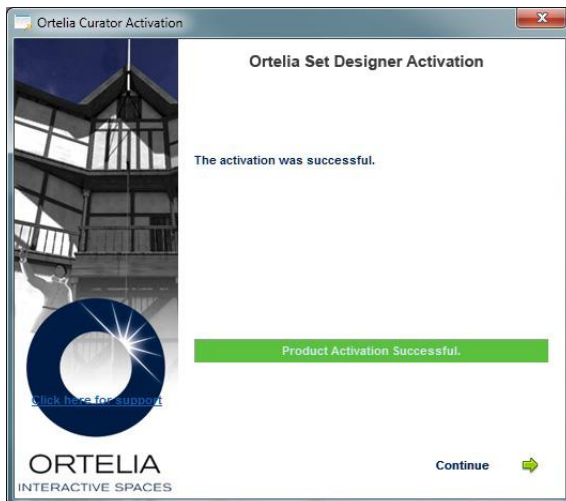 Ortelia Curator Activation
Ortelia Set Designer Activation
The activation was successful.
Product Activation Successful.
Click here for support
Continue
ORTELIA
INTERACTIVE SPACES